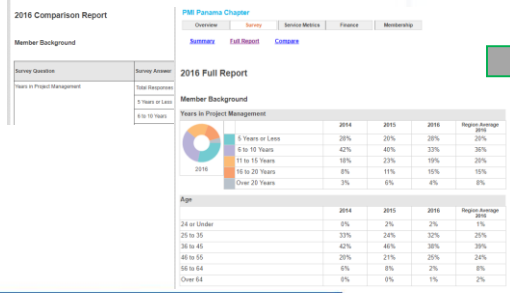 2016 Comparison Report
Member Background
Survey Question Survey Answer
Years in Project Management Total Responses
5 Years or Less
6 to 10 Years
PMI Panama Chapter
Overview Survey Service Metrics Finance Membership
Summary Full Report Compare
2016 Full Report
Member Background
Years in Project Management
2014 2015 2016 Region Average 2016
5 Years or Less 28% 20% 28% 20%
6 to 10 Years 42% 40% 33% 36%
11 to 15 Years 18% 23% 19% 20%
16 to 20 Years 8% 11% 15% 15%
Over 20 Years 3% 6% 4% 8%
2016
Age
2014 2015 2016 Region Average 2016
24 or Under 0% 2% 2% 1%
25 to 35 33% 24% 32% 25%
36 to 45 42% 46% 38% 39%
46 to 55 20% 21% 25% 24%
56 to 64 6% 8% 2% 8%
Over 64 0% 0% 1% 2%